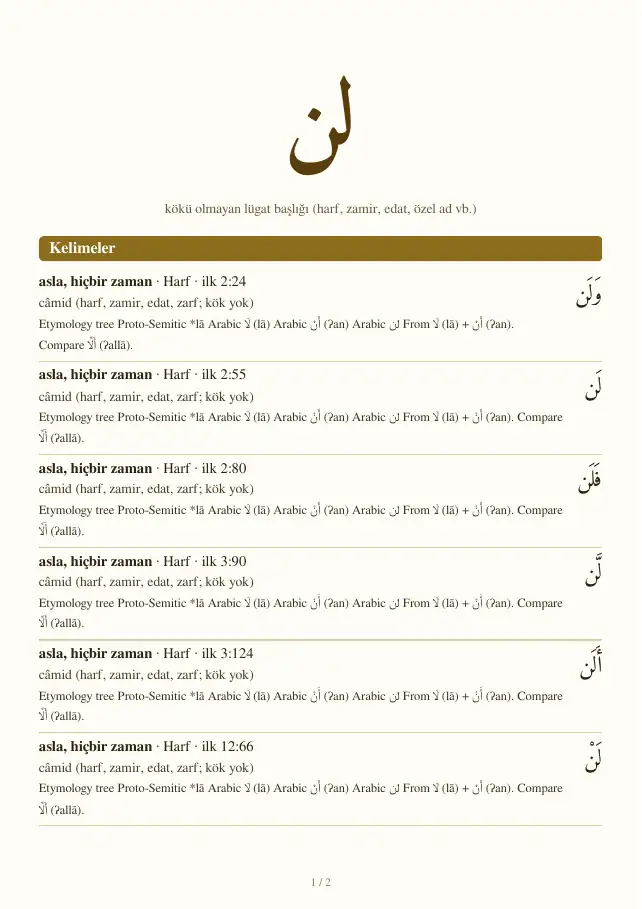 لن
kökü olmayan lügat başlığı (harf, zamir, edat, özel ad vb.)
Kelimeler
asla, hiçbir zaman · Harf · ilk 2:24
وَلَن
câmid (harf, zamir, edat, zarf; kök yok)
Etymology tree Proto-Semitic *lā Arabic لَا (lā) Arabic أَنْ (ʔan) Arabic لن From لَا (lā) + أَنْ (ʔan).
Compare أَلَّا (ʔallā).
asla, hiçbir zaman · Harf · ilk 2:55
لَن
câmid (harf, zamir, edat, zarf; kök yok)
Etymology tree Proto-Semitic *lā Arabic لَا (lā) Arabic أَنْ (ʔan) Arabic لن From لَا (lā) + أَنْ (ʔan). Compare
أَلَّا (ʔallā).
asla, hiçbir zaman · Harf · ilk 2:80
فَلَن
câmid (harf, zamir, edat, zarf; kök yok)
Etymology tree Proto-Semitic *lā Arabic لَا (lā) Arabic أَنْ (ʔan) Arabic لن From لَا (lā) + أَنْ (ʔan). Compare
أَلَّا (ʔallā).
asla, hiçbir zaman · Harf · ilk 3:90
لَّن
câmid (harf, zamir, edat, zarf; kök yok)
Etymology tree Proto-Semitic *lā Arabic لَا (lā) Arabic أَنْ (ʔan) Arabic لن From لَا (lā) + أَنْ (ʔan). Compare
أَلَّا (ʔallā).
asla, hiçbir zaman · Harf · ilk 3:124
أَلَن
câmid (harf, zamir, edat, zarf; kök yok)
Etymology tree Proto-Semitic *lā Arabic لَا (lā) Arabic أَنْ (ʔan) Arabic لن From لَا (lā) + أَنْ (ʔan). Compare
أَلَّا (ʔallā).
asla, hiçbir zaman · Harf · ilk 12:66
لَنْ
câmid (harf, zamir, edat, zarf; kök yok)
Etymology tree Proto-Semitic *lā Arabic لَا (lā) Arabic أَنْ (ʔan) Arabic لن From لَا (lā) + أَنْ (ʔan). Compare
أَلَّا (ʔallā).
1 / 2